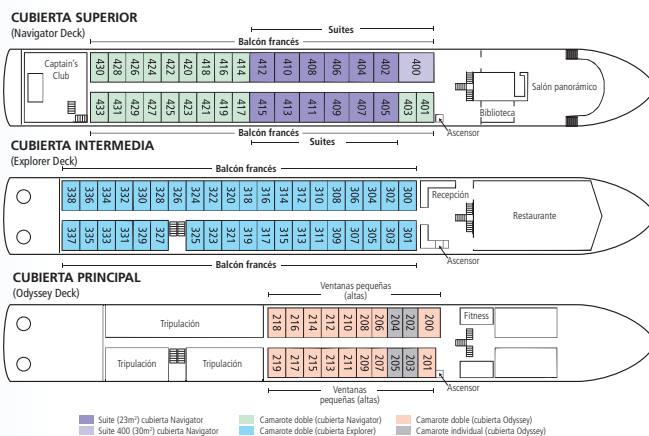 CUBIERTA SUPERIOR
(Navigator Deck)
Suites
Balcón francés
Captain's
Club
430 428 426 424 422 420 418 416 414 412 410 408 406 404 402 400
433 431 429 427 425 423 421 419 417 415 413 411 409 407 405 403 401
Salón panorámico
Biblioteca
Ascensor
Balcón francés
Suites
CUBIERTA INTERMEDIA
(Explorer Deck)
Balcón francés
338 336 334 332 330 328 326 324 322 320 318 316 314 312 310 308 306 304 302 300
337 335 333 331 329 327 325 323 321 319 317 315 313 311 309 307 305 303 301
Recepción
Restaurante
Ascensor
Balcón francés
CUBIERTA PRINCIPAL
(Odyssey Deck)
Ventanas pequeñas
(altas)
Tripulación
218 216 214 212 210 208 206 204 202 200
Fitness
Tripulación
Tripulación
219 217 215 213 211 209 207 205 203 201
Ascensor
Ventanas
pequeñas (altas)
Suite (23m²) cubierta Navigator
Camarote doble (cubierta Navigator)
Camarote doble (cubierta Odyssey)
Suite 400 (30m²) cubierta Navigator
Camarote doble (cubierta Explorer)
Camarote individual (cubierta Odyssey)